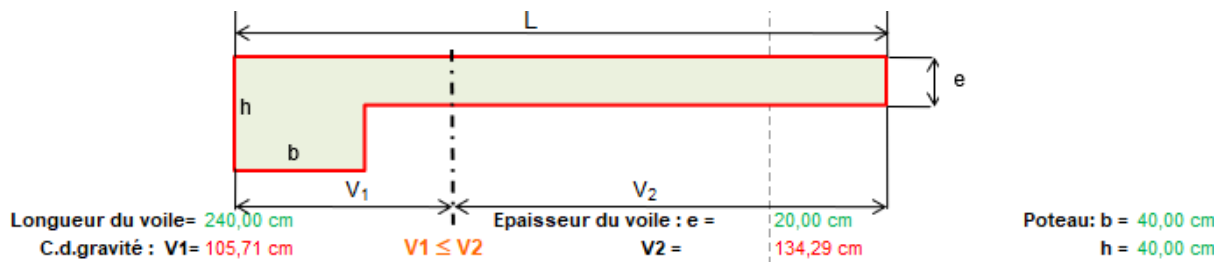 L
h
e
b
V1
V2
Longueur du voile= 240,00 cm Epaisseur du voile : e = 20,00 cm Poteau: b = 40,00 cm
C.d.gravité : V1= 105,71 cm V1 ≤ V2 V2 = 134,29 cm h = 40,00 cm